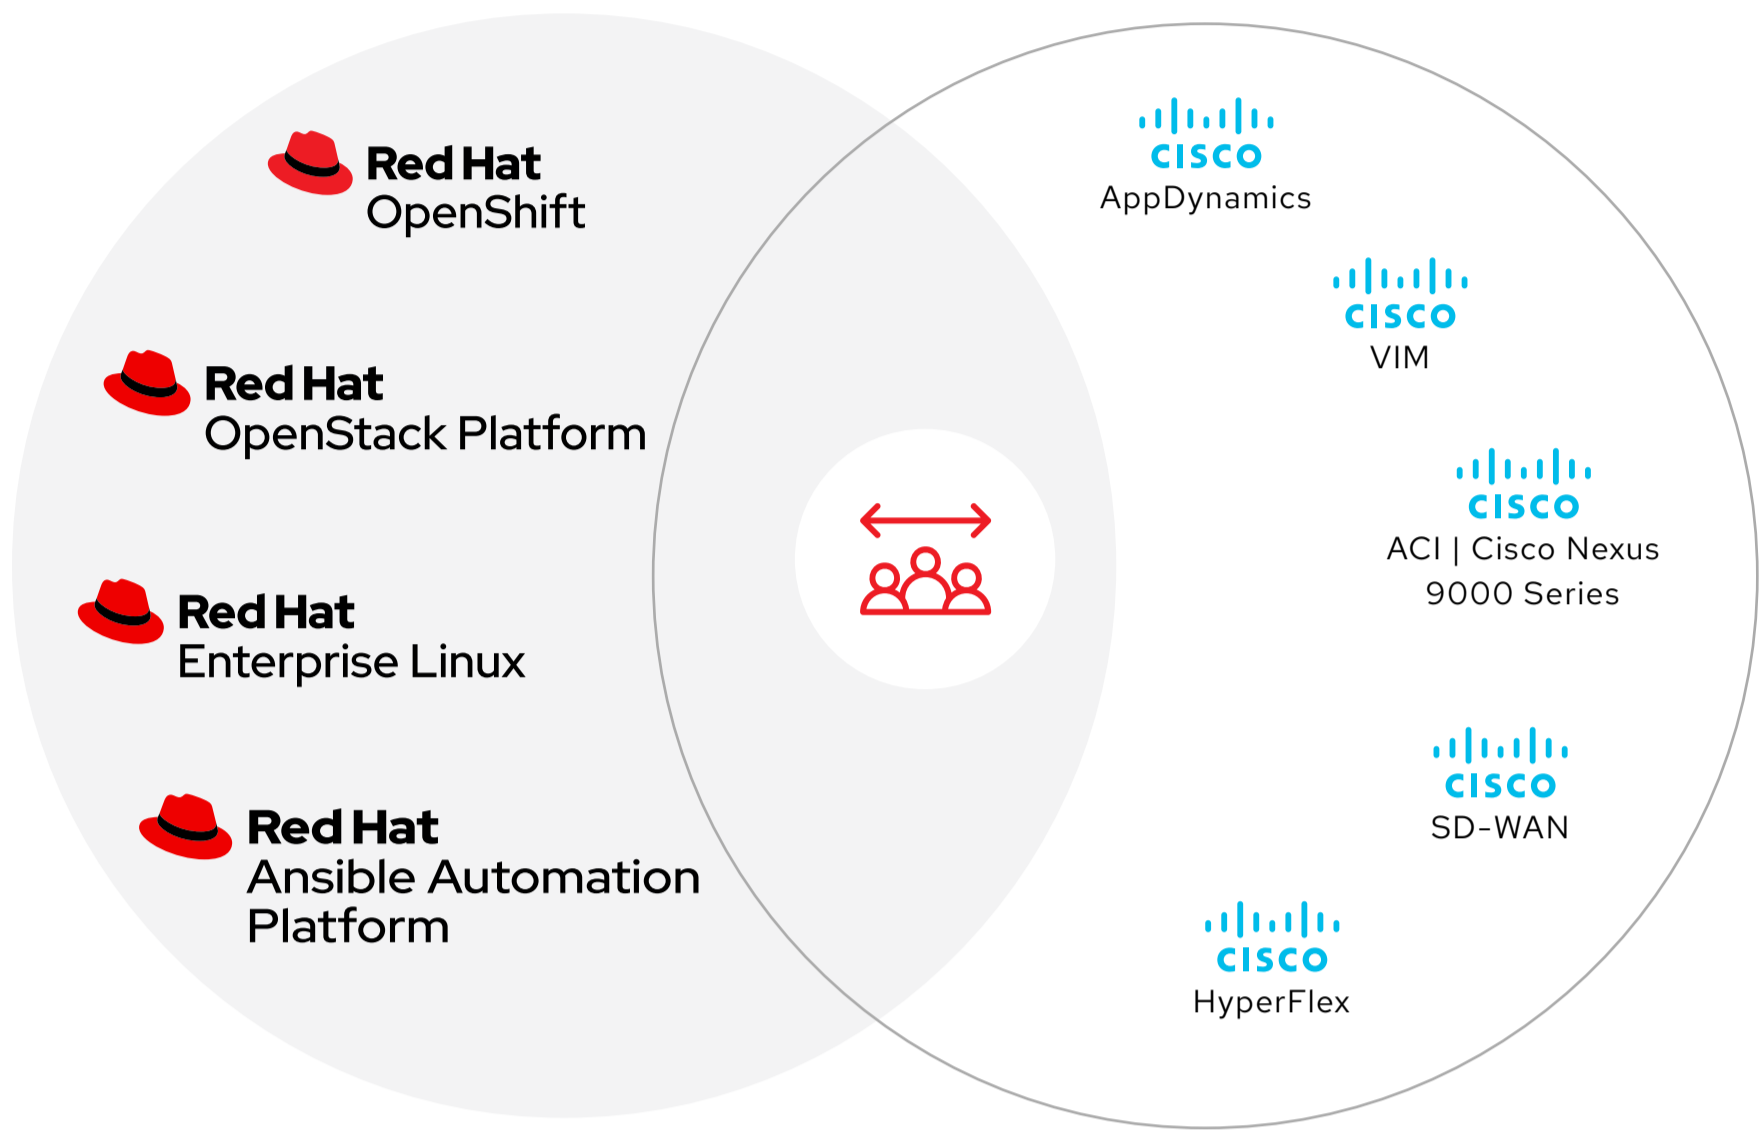 Red Hat
OpenShift
Red Hat
OpenStack Platform
Red Hat
Enterprise Linux
Red Hat
Ansible Automation
Platform
CISCO
AppDynamics
CISCO
VIM
CISCO
ACI | Cisco Nexus
9000 Series
CISCO
SD-WAN
CISCO
HyperFlex